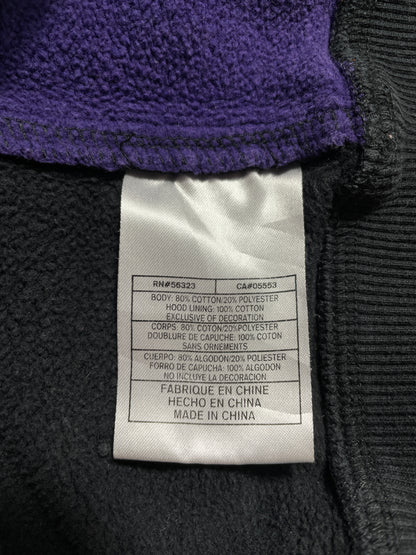 RN#56323 CA#05553
BODY: 80% COTTON/20% POLYESTER
HOOD LINING: 100% COTTON
EXCLUSIVE OF DECORATION
CORPS: 80% COTON/20% POLYESTER
DOUBLURE DE CAPUCHE: 100% COTON
SANS ORNEMENTS
CUERPO: 80% ALGODON/20% POLIESTER
FORRO DE CAPUCHA: 100% ALGODON
NO INCLUYE LA DECORACION
FABRIQUE EN CHINE
HECHO EN CHINA
MADE IN CHINA